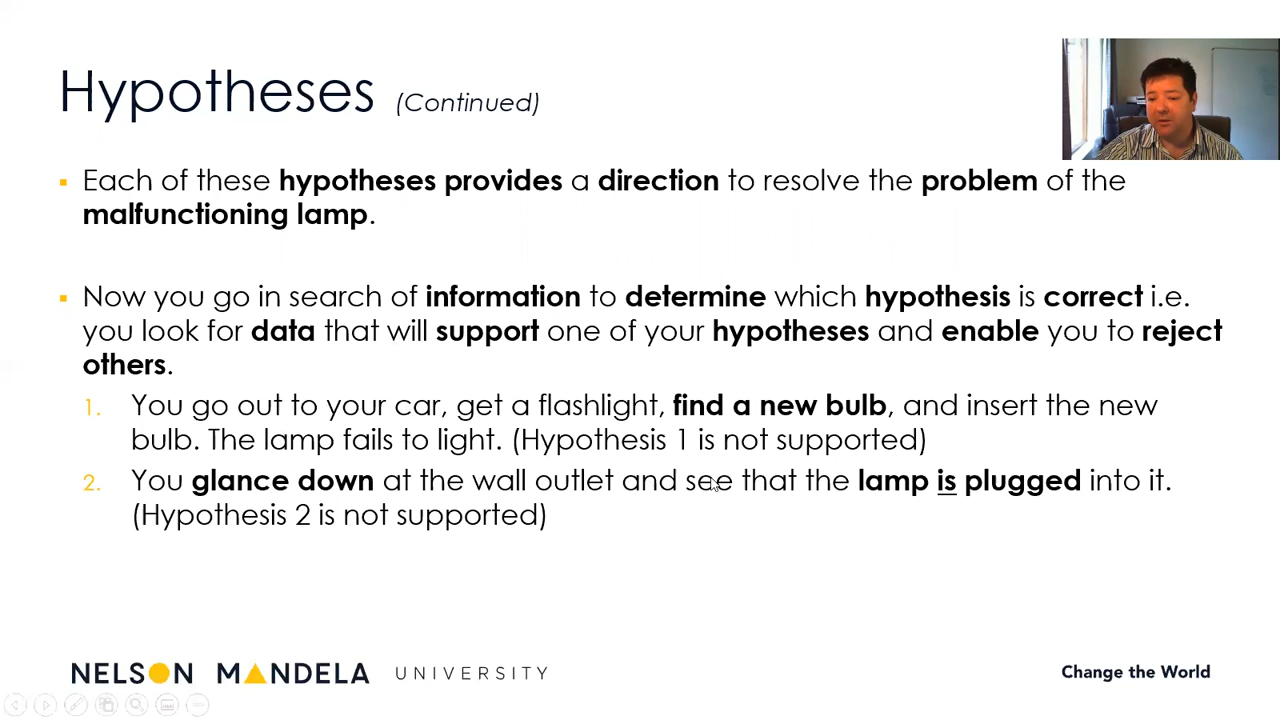 Hypotheses (Continued)
Each of these hypotheses provides a direction to resolve the problem of the
malfunctioning lamp.
Now you go in search of information to determine which hypothesis is correct i.e.
you look for data that will support one of your hypotheses and enable you to reject
others.
1. You go out to your car, get a flashlight, find a new bulb, and insert the new
bulb. The lamp fails to light. (Hypothesis 1 is not supported)
2. You glance down at the wall outlet and see that the lamp is plugged into it.
(Hypothesis 2 is not supported)
NELSON MANDELA UNIVERSITY
Change the World